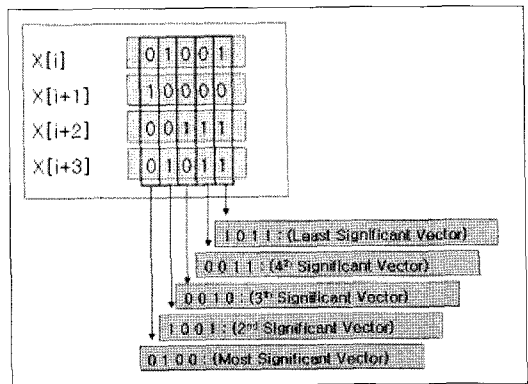 X[i] 0 1 0 0 1
X[i+1] 1 0 0 0 0
X[i+2] 0 0 1 1 1
X[i+3] 0 1 0 1 1
1 0 1 1 : (Least Significant Vector)
0 0 1 1 : (4th Significant Vector)
0 0 1 0 : (3th Significant Vector)
1 0 0 1 : (2nd Significant Vector)
0 1 0 0 : (Most Significant Vector)